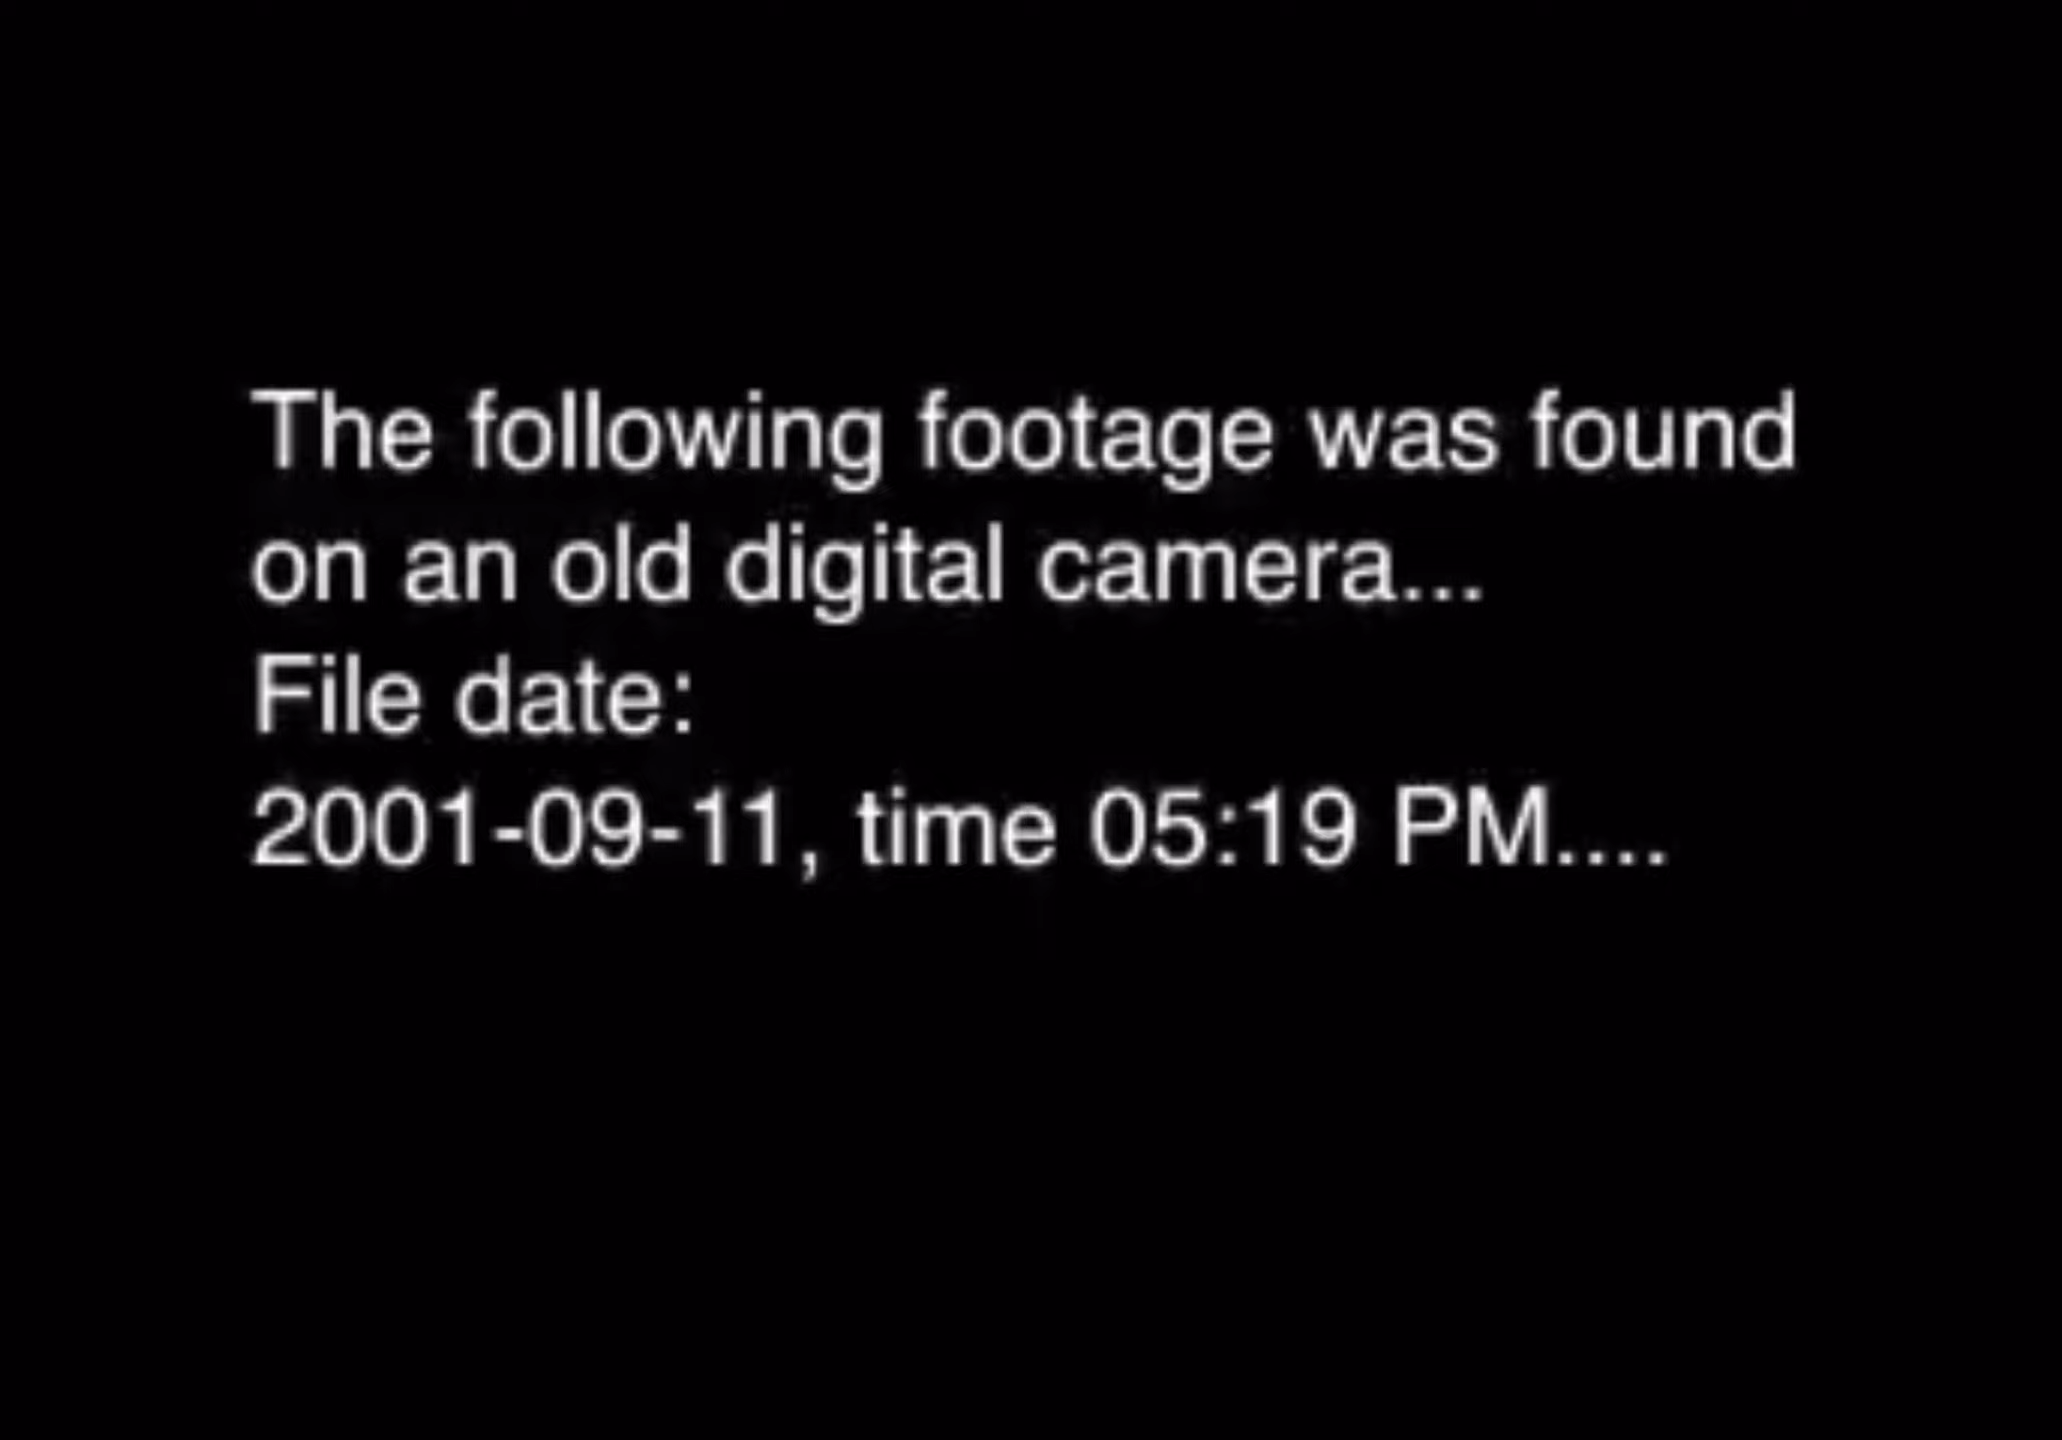 The following footage was found
on an old digital camera...
File date:
2001-09-11, time 05:19 PM....